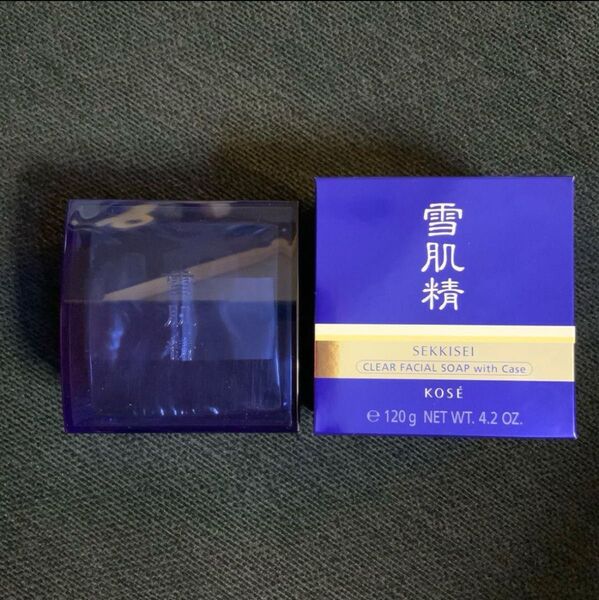 雪肌精
SEKKISEI
CLEAR FACIAL SOAP with Case
KOSÉ
℮ 120 g NET WT. 4.2 OZ.